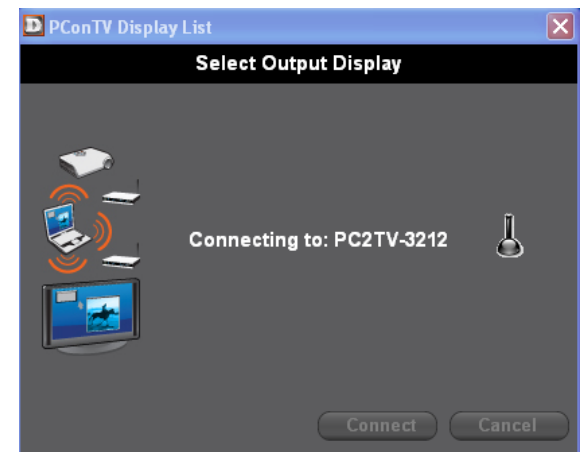 D PConTV Display List
Select Output Display
Connecting to: PC2TV-3212
Connect Cancel